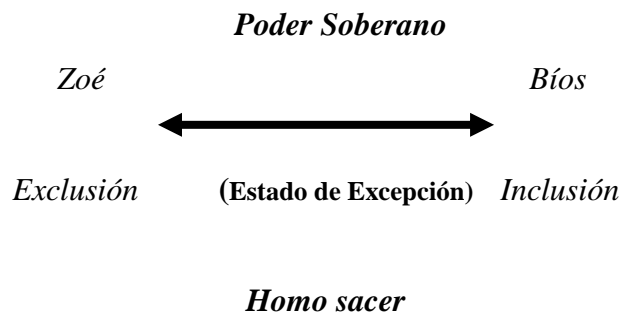 Poder Soberano
Zoé Bíos
Exclusión (Estado de Excepción) Inclusión
Homo sacer